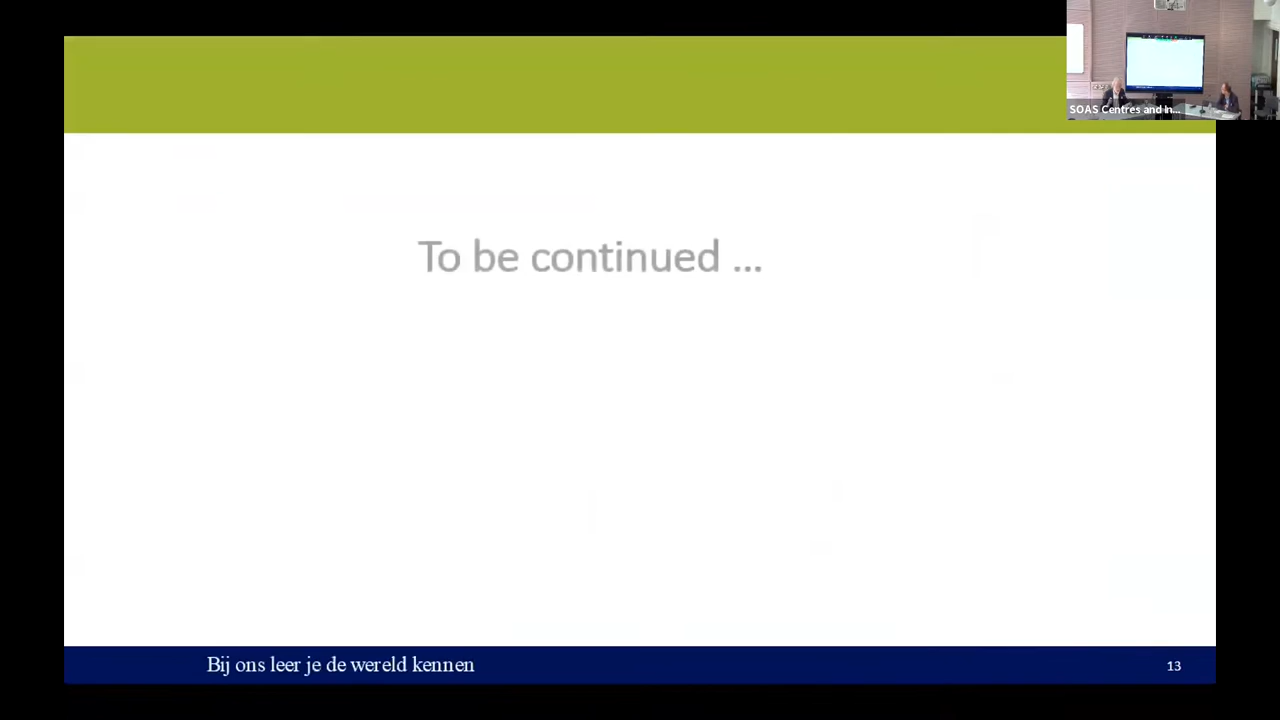 SOAS Centres and In...
To be continued ...
Bij ons leer je de wereld kennen
13